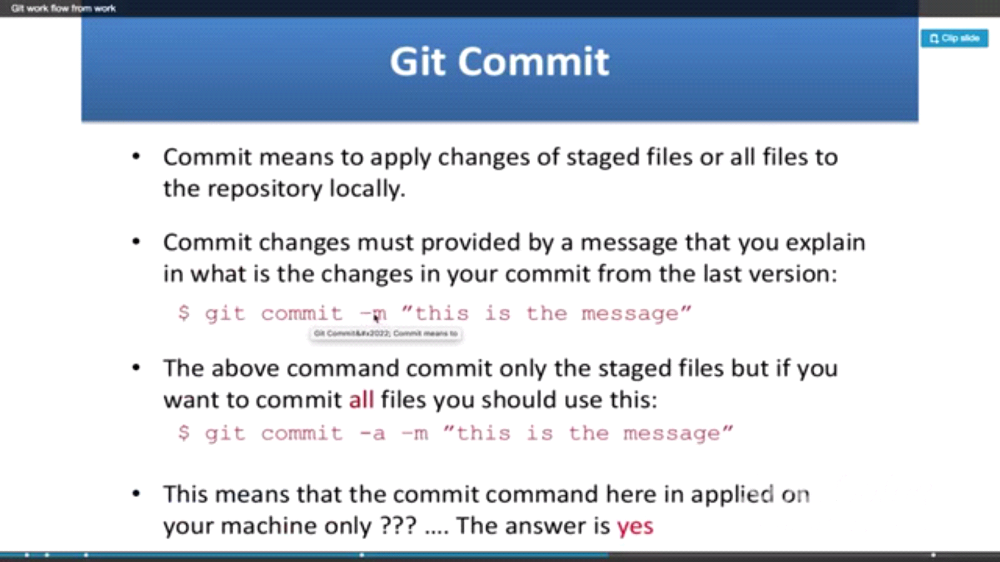 Git work flow from work
Clip slide
Git Commit
• Commit means to apply changes of staged files or all files to
the repository locally.
• Commit changes must provided by a message that you explain
in what is the changes in your commit from the last version:
$ git commit –m ”this is the message”
Git Commit&#x2022; Commit means to
• The above command commit only the staged files but if you
want to commit all files you should use this:
$ git commit -a –m ”this is the message”
• This means that the commit command here in applied on
your machine only ??? .... The answer is yes